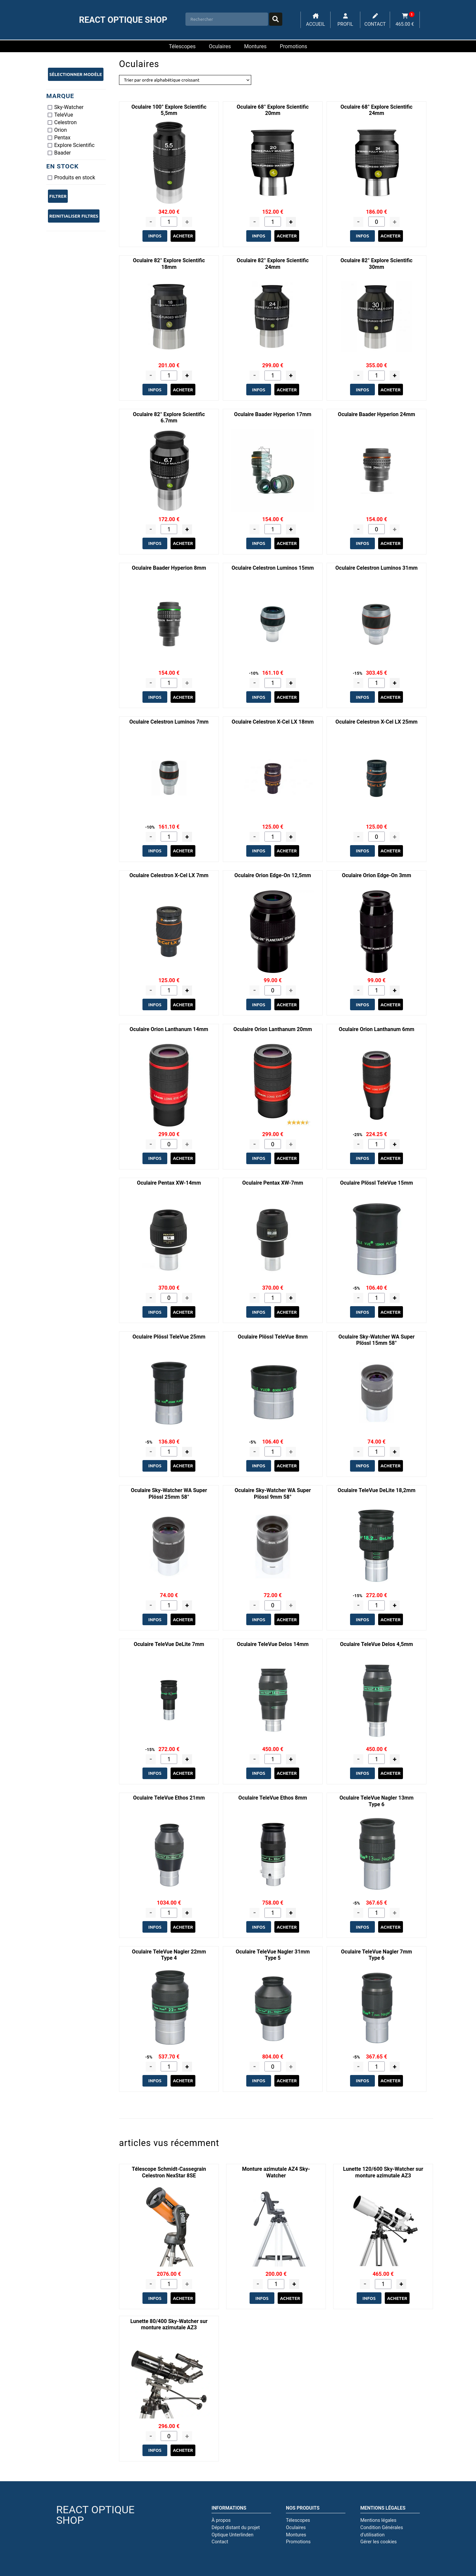 REACT OPTIQUE SHOP
Rechercher
ACCUEIL
PROFIL
CONTACT
1
465.00 €
Télescopes
Oculaires
Montures
Promotions
SÉLECTIONNER MODÈLE
MARQUE
Sky-Watcher
TeleVue
Celestron
Orion
Pentax
Explore Scientific
Baader
EN STOCK
Produits en stock
FILTRER
REINITIALISER FILTRES
Oculaires
Trier par ordre alphabétique croissant
Oculaire 100° Explore Scientific
5,5mm
342.00 €
- 1 +
INFOS
ACHETER
Oculaire 68° Explore Scientific
20mm
152.00 €
- 1 +
INFOS
ACHETER
Oculaire 68° Explore Scientific
24mm
186.00 €
- 0 +
INFOS
ACHETER
Oculaire 82° Explore Scientific
18mm
201.00 €
- 1 +
INFOS
ACHETER
Oculaire 82° Explore Scientific
24mm
299.00 €
- 1 +
INFOS
ACHETER
Oculaire 82° Explore Scientific
30mm
355.00 €
- 1 +
INFOS
ACHETER
Oculaire 82° Explore Scientific
6.7mm
172.00 €
- 1 +
INFOS
ACHETER
Oculaire Baader Hyperion 17mm
154.00 €
- 1 +
INFOS
ACHETER
Oculaire Baader Hyperion 24mm
154.00 €
- 0 +
INFOS
ACHETER
Oculaire Baader Hyperion 8mm
154.00 €
- 1 +
INFOS
ACHETER
Oculaire Celestron Luminos 15mm
-10% 161.10 €
- 1 +
INFOS
ACHETER
Oculaire Celestron Luminos 31mm
-15% 303.45 €
- 1 +
INFOS
ACHETER
Oculaire Celestron Luminos 7mm
-10% 161.10 €
- 1 +
INFOS
ACHETER
Oculaire Celestron X-Cel LX 18mm
125.00 €
- 1 +
INFOS
ACHETER
Oculaire Celestron X-Cel LX 25mm
125.00 €
- 0 +
INFOS
ACHETER
Oculaire Celestron X-Cel LX 7mm
125.00 €
- 1 +
INFOS
ACHETER
Oculaire Orion Edge-On 12,5mm
99.00 €
- 0 +
INFOS
ACHETER
Oculaire Orion Edge-On 3mm
99.00 €
- 1 +
INFOS
ACHETER
Oculaire Orion Lanthanum 14mm
299.00 €
- 0 +
INFOS
ACHETER
Oculaire Orion Lanthanum 20mm
299.00 €
- 0 +
INFOS
ACHETER
Oculaire Orion Lanthanum 6mm
-25% 224.25 €
- 1 +
INFOS
ACHETER
Oculaire Pentax XW-14mm
370.00 €
- 0 +
INFOS
ACHETER
Oculaire Pentax XW-7mm
370.00 €
- 1 +
INFOS
ACHETER
Oculaire Plössl TeleVue 15mm
-5% 106.40 €
- 1 +
INFOS
ACHETER
Oculaire Plössl TeleVue 25mm
-5% 136.80 €
- 1 +
INFOS
ACHETER
Oculaire Plössl TeleVue 8mm
-5% 106.40 €
- 1 +
INFOS
ACHETER
Oculaire Sky-Watcher WA Super
Plössl 15mm 58°
74.00 €
- 1 +
INFOS
ACHETER
Oculaire Sky-Watcher WA Super
Plössl 25mm 58°
74.00 €
- 1 +
INFOS
ACHETER
Oculaire Sky-Watcher WA Super
Plössl 9mm 58°
72.00 €
- 0 +
INFOS
ACHETER
Oculaire TeleVue DeLite 18,2mm
-15% 272.00 €
- 1 +
INFOS
ACHETER
Oculaire TeleVue DeLite 7mm
-15% 272.00 €
- 1 +
INFOS
ACHETER
Oculaire TeleVue Delos 14mm
450.00 €
- 1 +
INFOS
ACHETER
Oculaire TeleVue Delos 4,5mm
450.00 €
- 1 +
INFOS
ACHETER
Oculaire TeleVue Ethos 21mm
1034.00 €
- 1 +
INFOS
ACHETER
Oculaire TeleVue Ethos 8mm
758.00 €
- 1 +
INFOS
ACHETER
Oculaire TeleVue Nagler 13mm
Type 6
-5% 367.65 €
- 1 +
INFOS
ACHETER
Oculaire TeleVue Nagler 22mm
Type 4
-5% 537.70 €
- 1 +
INFOS
ACHETER
Oculaire TeleVue Nagler 31mm
Type 5
804.00 €
- 0 +
INFOS
ACHETER
Oculaire TeleVue Nagler 7mm
Type 6
-5% 367.65 €
- 1 +
INFOS
ACHETER
articles vus récemment
Télescope Schmidt-Cassegrain
Celestron NexStar 8SE
2076.00 €
- 1 +
INFOS
ACHETER
Monture azimutale AZ4 Sky-
Watcher
200.00 €
- 1 +
INFOS
ACHETER
Lunette 120/600 Sky-Watcher sur
monture azimutale AZ3
465.00 €
- 1 +
INFOS
ACHETER
Lunette 80/400 Sky-Watcher sur
monture azimutale AZ3
296.00 €
- 0 +
INFOS
ACHETER
REACT OPTIQUE
SHOP
INFORMATIONS
À propos
Dépot distant du projet
Optique Unterlinden
Contact
NOS PRODUITS
Télescopes
Oculaires
Montures
Promotions
MENTIONS LÉGALES
Mentions légales
Condition Générales
d'utilisation
Gérer les cookies